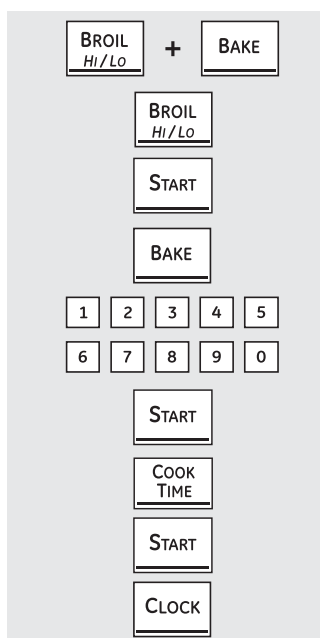 BROIL + BAKE
HI/LO
BROIL
HI/LO
START
BAKE
1 2 3 4 5
6 7 8 9 0
START
COOK
TIME
START
CLOCK